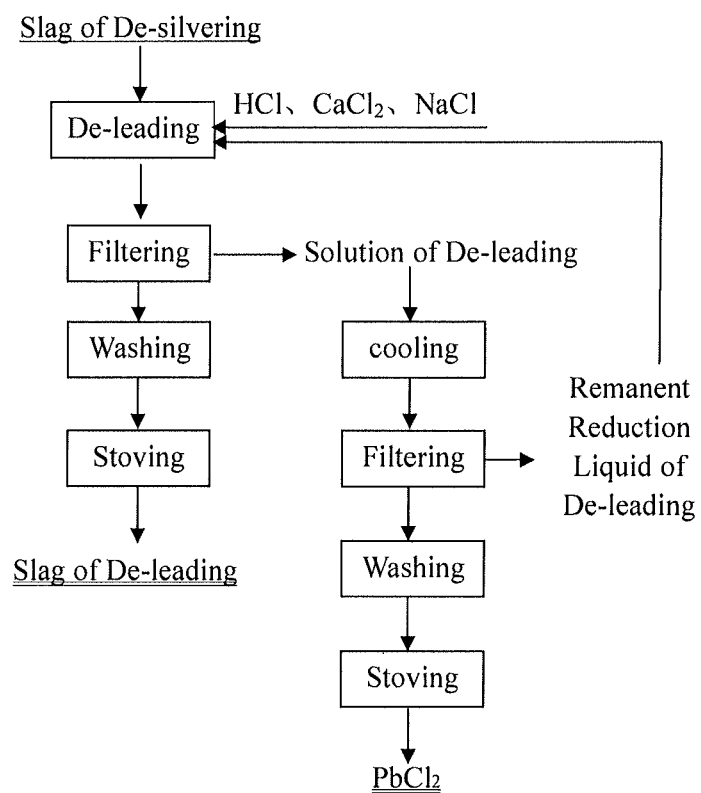 Slag of De-silvering
HCl、CaCl₂、NaCl
De-leading
Filtering
Solution of De-leading
Washing
cooling
Stoving
Filtering
Remanent
Reduction
Liquid of
De-leading
Slag of De-leading
Washing
Stoving
PbCl₂